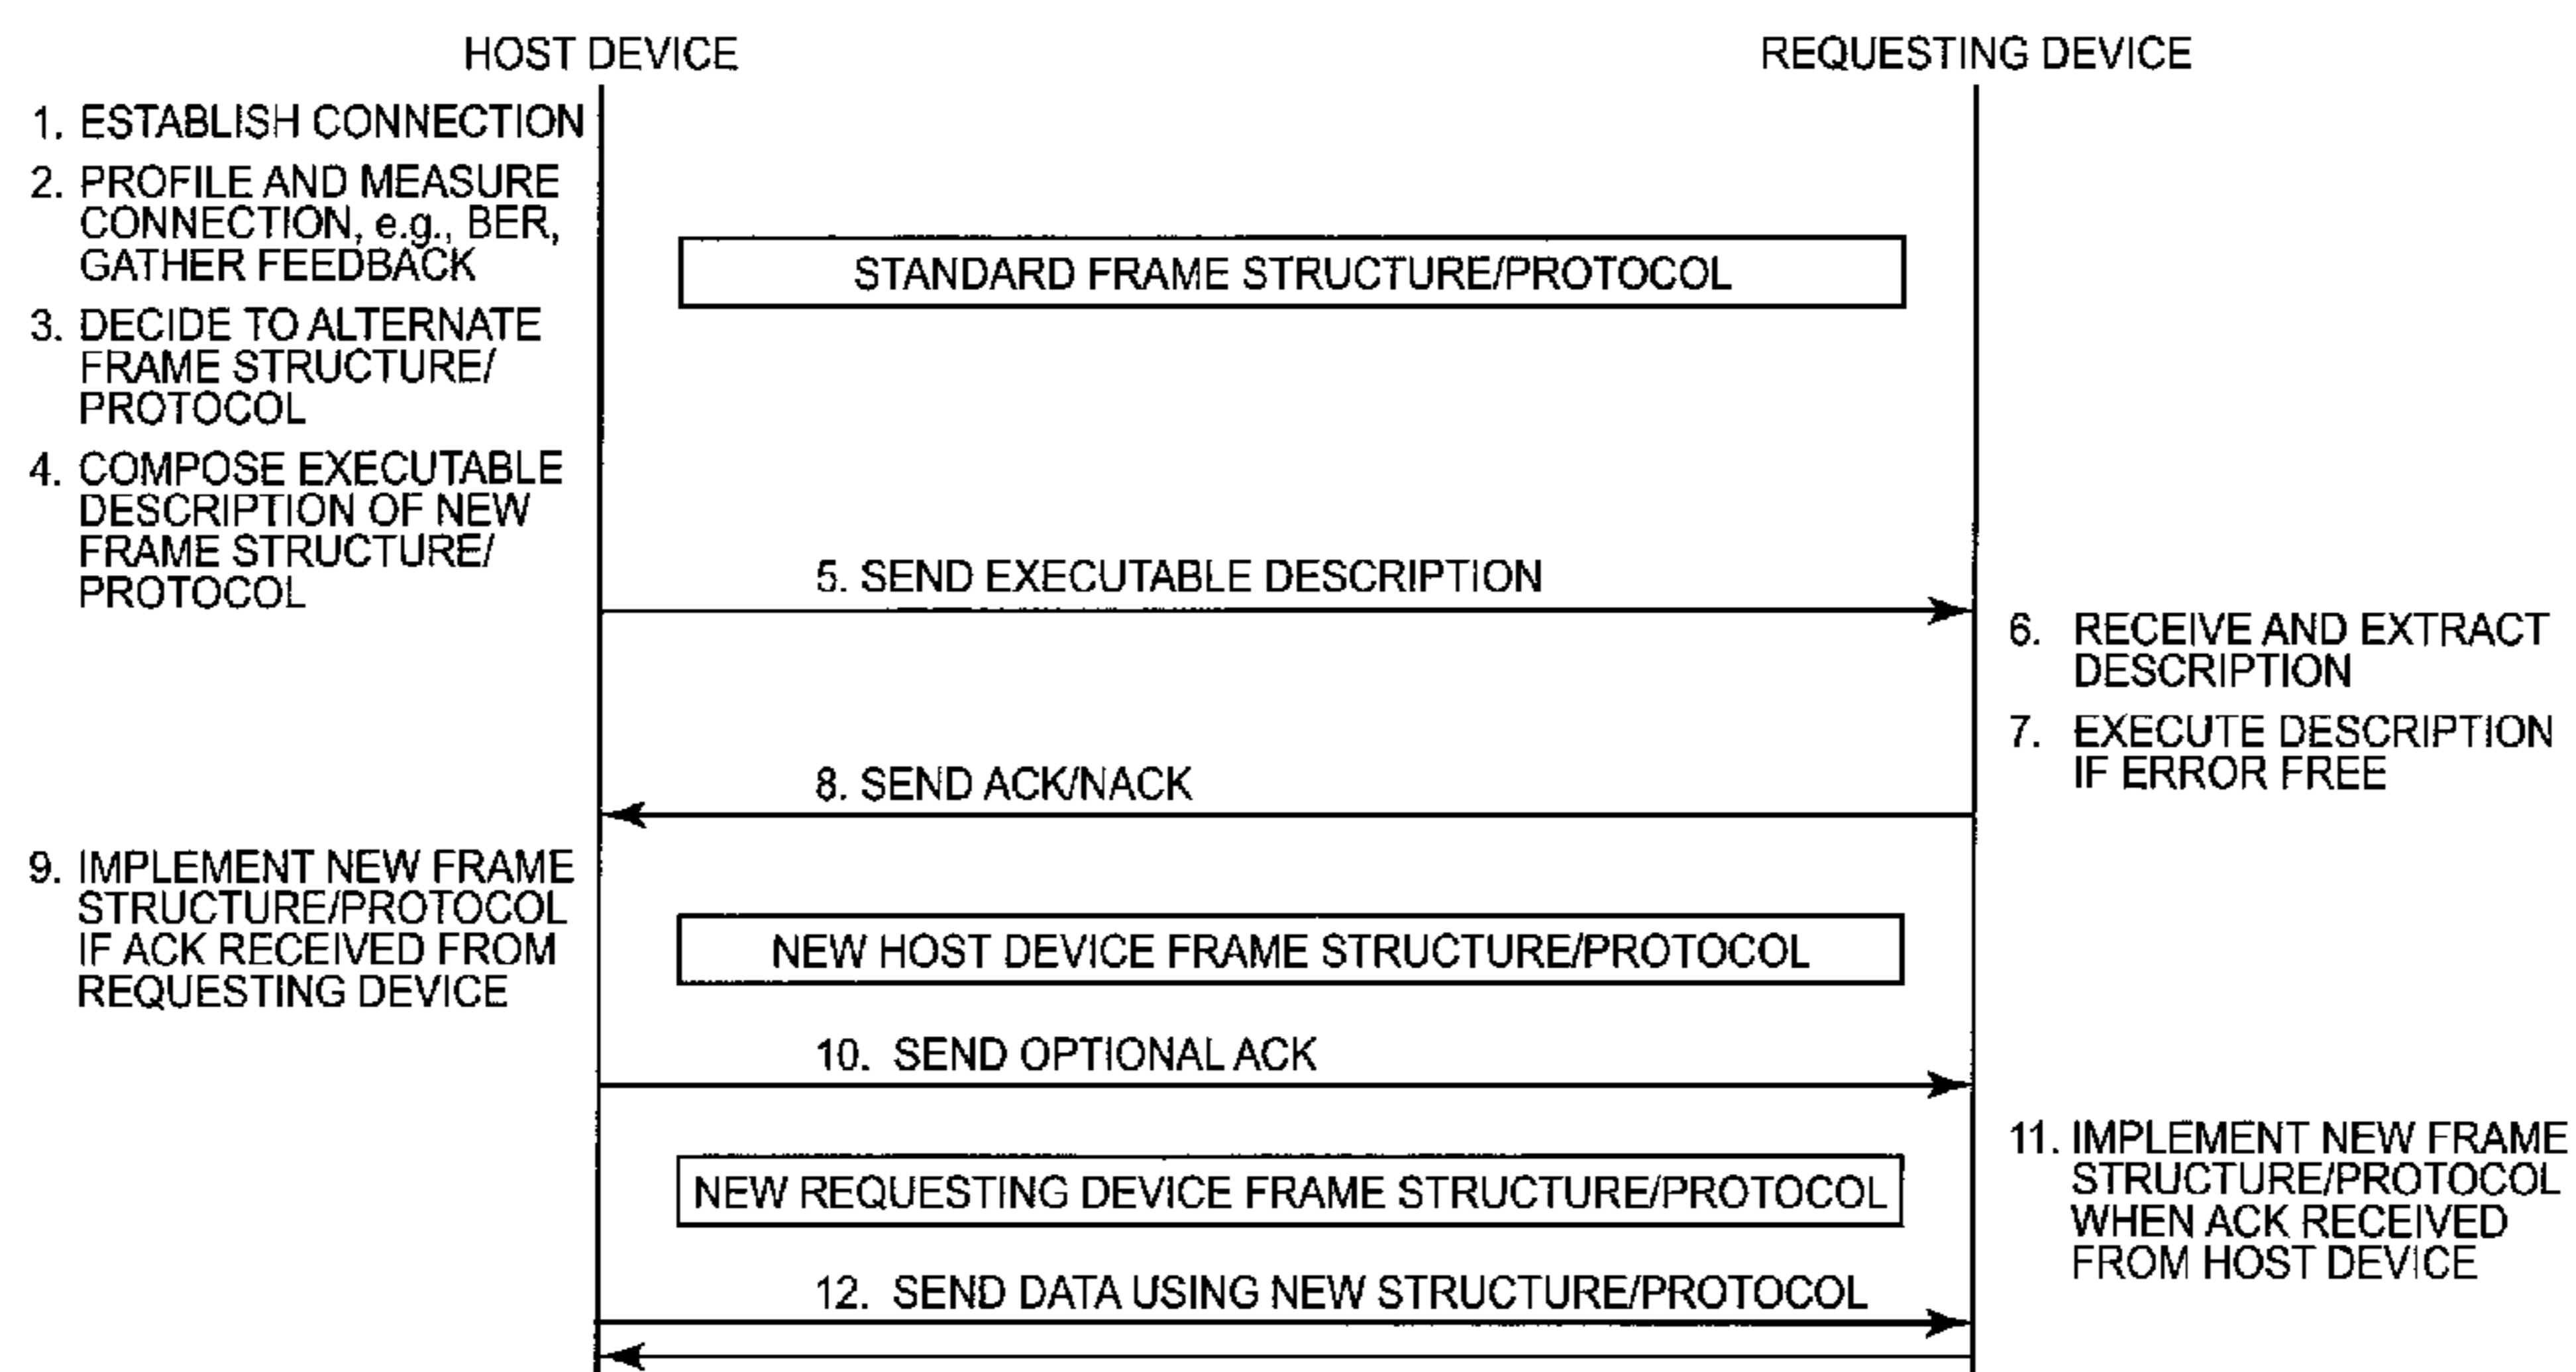 HOST DEVICE
REQUESTING DEVICE
1. ESTABLISH CONNECTION
2. PROFILE AND MEASURE
CONNECTION, e.g., BER,
GATHER FEEDBACK
STANDARD FRAME STRUCTURE/PROTOCOL
3. DECIDE TO ALTERNATE
FRAME STRUCTURE/
PROTOCOL
4. COMPOSE EXECUTABLE
DESCRIPTION OF NEW
FRAME STRUCTURE/
PROTOCOL
5. SEND EXECUTABLE DESCRIPTION
6. RECEIVE AND EXTRACT
DESCRIPTION
7. EXECUTE DESCRIPTION
IF ERROR FREE
8. SEND ACK/NACK
9. IMPLEMENT NEW FRAME
STRUCTURE/PROTOCOL
IF ACK RECEIVED FROM
REQUESTING DEVICE
NEW HOST DEVICE FRAME STRUCTURE/PROTOCOL
10. SEND OPTIONAL ACK
11. IMPLEMENT NEW FRAME
STRUCTURE/PROTOCOL
WHEN ACK RECEIVED
FROM HOST DEVICE
NEW REQUESTING DEVICE FRAME STRUCTURE/PROTOCOL
12. SEND DATA USING NEW STRUCTURE/PROTOCOL